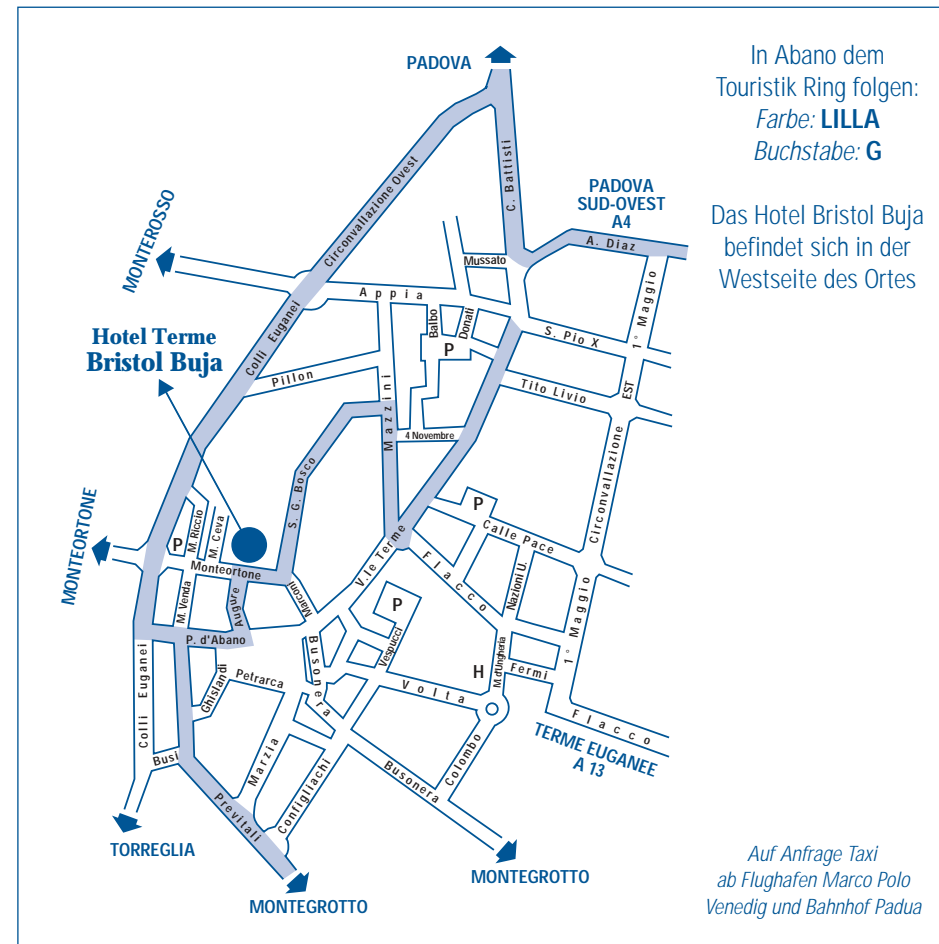 PADOVA
In Abano dem
Touristik Ring folgen:
Farbe: LILLA
Buchstabe: G
Das Hotel Bristol Buja
befindet sich in der
Westseite des Ortes
PADOVA
SUD-OVEST
A4
C. Battisti
A. Diaz
Circonvallazione Ovest
MONTEROSSO
Mussato
1° Maggio
Appia
Balbo
Donati
S. Pio X
P
Hotel Terme
Bristol Buja
Colli Euganei
Pillon
Mazzini
Tito Livio
EST
4 Novembre
Circonvallazione
S. G. Bosco
MONTEORTONE
P
M. Riccio
M. Ceva
Monteortone
P
Calle Pace
V.le Terme
Flacco
Nazioni U.
M. Venda
Augure
Marconi
P
Vespucci
1° Maggio
P. d'Abano
Busonera
H
M. d'Ungheria
Fermi
Ghislandi
Petrarca
Volta
Flacco
Colli Euganei
TERME EUGANEE
A 13
Busi
Marzia
Configliachi
Busonera
Colombo
Previtali
TORREGLIA
MONTEGROTTO
MONTEGROTTO
Auf Anfrage Taxi
ab Flughafen Marco Polo
Venedig und Bahnhof Padua